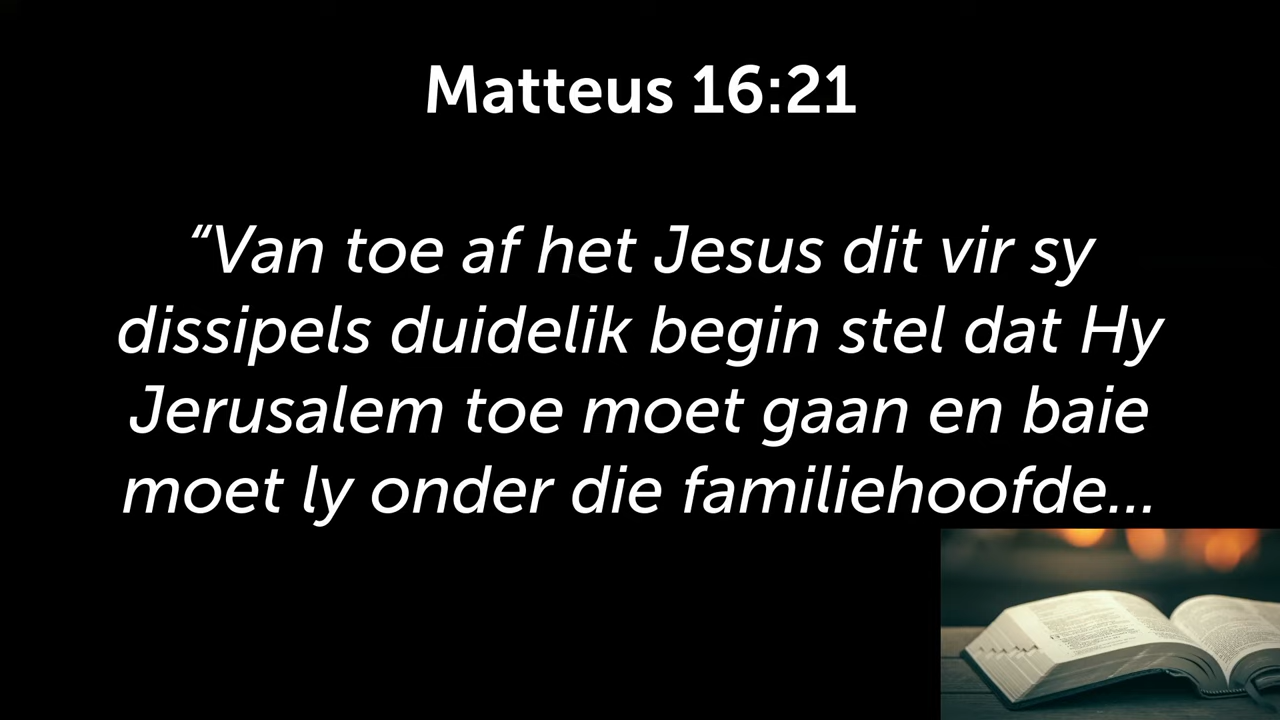 Matteus 16:21
“Van toe af het Jesus dit vir sy
dissipels duidelik begin stel dat Hy
Jerusalem toe moet gaan en baie
moet ly onder die familiehoofde...